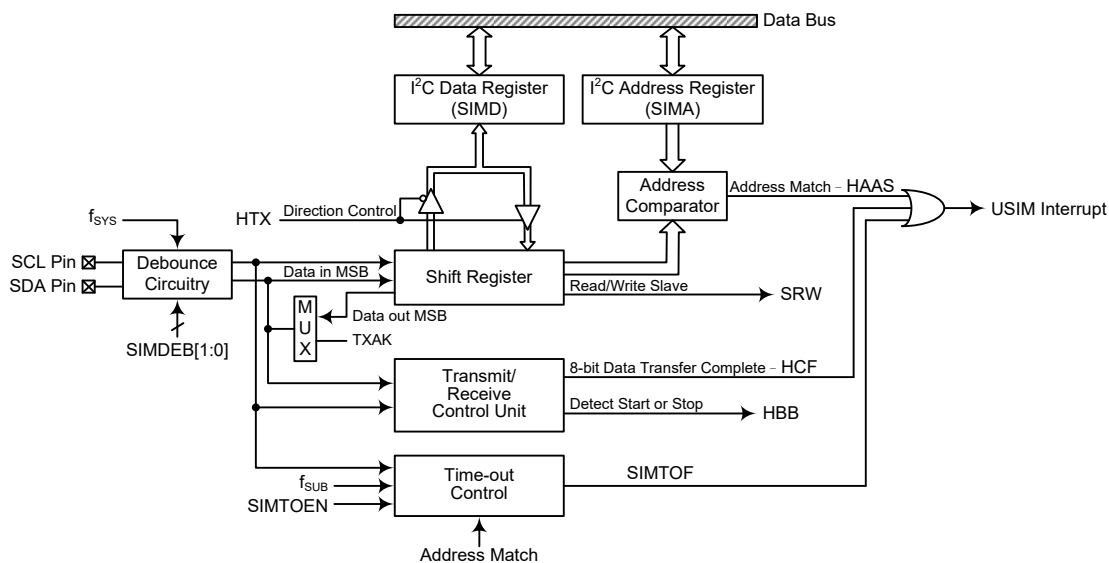 Data Bus
I²C Data Register
(SIMD)
I²C Address Register
(SIMA)
Address
Comparator
Address Match - HAAS
USIM Interrupt
HTX
Direction Control
fSYS
SCL Pin
SDA Pin
Debounce
Circuitry
SIMDEB[1:0]
Data in MSB
Shift Register
Read/Write Slave
SRW
MUX
Data out MSB
TXAK
Transmit/
Receive
Control Unit
8-bit Data Transfer Complete - HCF
Detect Start or Stop
HBB
fSUB
SIMTOEN
Time-out
Control
SIMTOF
Address Match